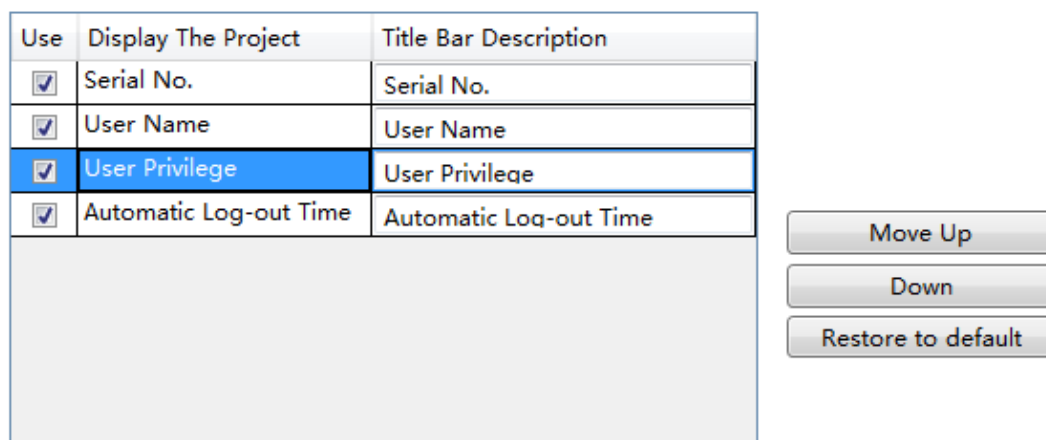 Use Display The Project Title Bar Description
Serial No. Serial No.
User Name User Name
User Privilege User Privilege
Automatic Log-out Time Automatic Log-out Time
Move Up
Down
Restore to default